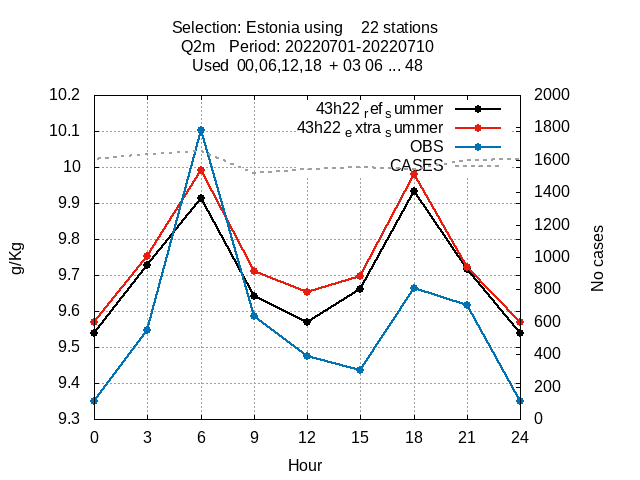 Selection: Estonia using 22 stations
Q2m Period: 20220701-20220710
Used 00,06,12,18 + 03 06 ... 48
10.2
10.1
10
9.9
9.8
9.7
9.6
9.5
9.4
9.3
2000
1800
1600
1400
1200
1000
800
600
400
200
0
43h22 ref summer
43h22 extra summer
OBS
CASES
g/Kg
No cases
0 3 6 9 12 15 18 21 24
Hour